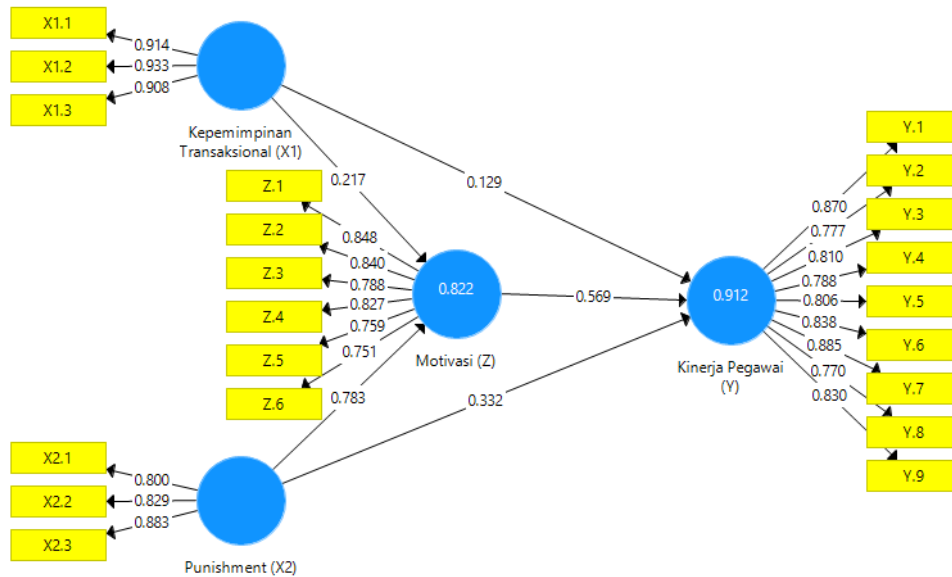 X1.1
X1.2
X1.3
0.914
0.933
0.908
Kepemimpinan
Transaksional (X1)
0.217
0.129
Z.1
Z.2
Z.3
Z.4
Z.5
Z.6
0.848
0.840
0.788
0.827
0.759
0.751
0.783
0.822
Motivasi (Z)
0.569
0.332
0.912
Kinerja Pegawai
(Y)
0.870
0.777
0.810
0.788
0.806
0.838
0.885
0.770
0.830
Y.1
Y.2
Y.3
Y.4
Y.5
Y.6
Y.7
Y.8
Y.9
X2.1
X2.2
X2.3
0.800
0.829
0.883
Punishment (X2)